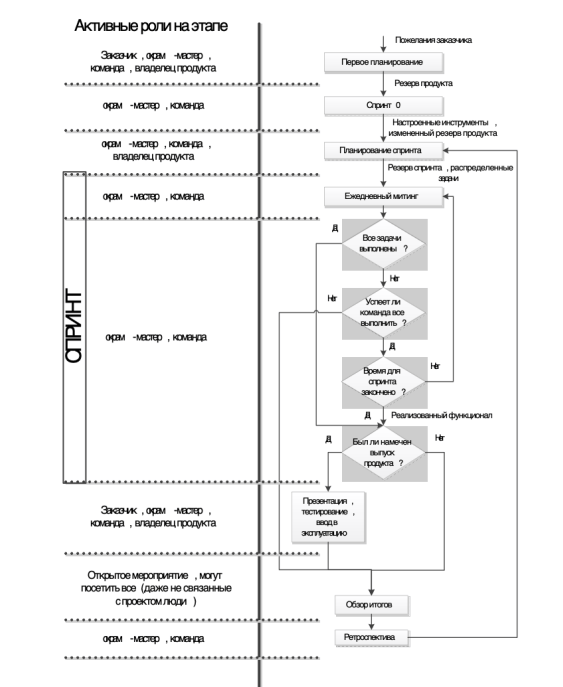 Активные роли на этапе
Заказчик , скрам -мастер ,
команда , владелец продукта
скрам -мастер , команда
скрам -мастер , команда ,
владелец продукта
скрам -мастер , команда
СПРИНТ
скрам -мастер , команда
Заказчик , скрам -мастер ,
команда , владелец продукта
Открытое мероприятие , могут
посетить все (даже не связанные
с проектом люди )
скрам -мастер , команда
Пожелания заказчика
Первое планирование
Резерв продукта
Спринт 0
Настроенные инструменты ,
измененный резерв продукта
Планирование спринта
Резерв спринта , распределенные
задачи
Ежедневный митинг
Да
Все задачи
выполнены ?
Нет
Нет
Успеет ли
команда все
выполнить ?
Да
Нет
Время для
спринта
закончено ?
Да
Реализованный функционал
Да
Нет
Был ли намечен
выпуск
продукта ?
Презентация ,
тестирование ,
ввод в
эксплуатацию
Обзор итогов
Ретроспектива